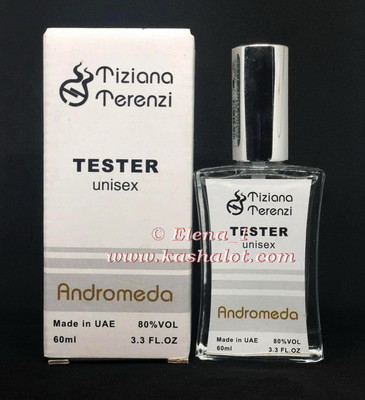 Tiziana
Terenzi
TESTER
unisex
Andromeda
Made in UAE 80%VOL
60ml 3.3 FL.OZ
Tiziana
Terenzi
TESTER
unisex
Andromeda
Made in UAE 80%VOL
60ml 3.3 FL.OZ
© Elena_i
www.kashalot.com